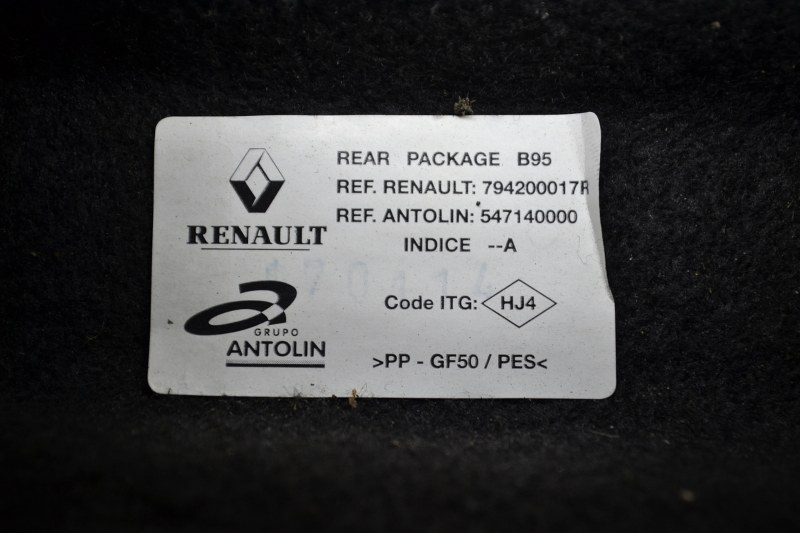 RENAULT
REAR PACKAGE B95
REF. RENAULT: 794200017R
REF. ANTOLIN: 547140000
INDICE --A
Code ITG: HJ4
GRUPO
ANTOLIN
>PP - GF50 / PES<